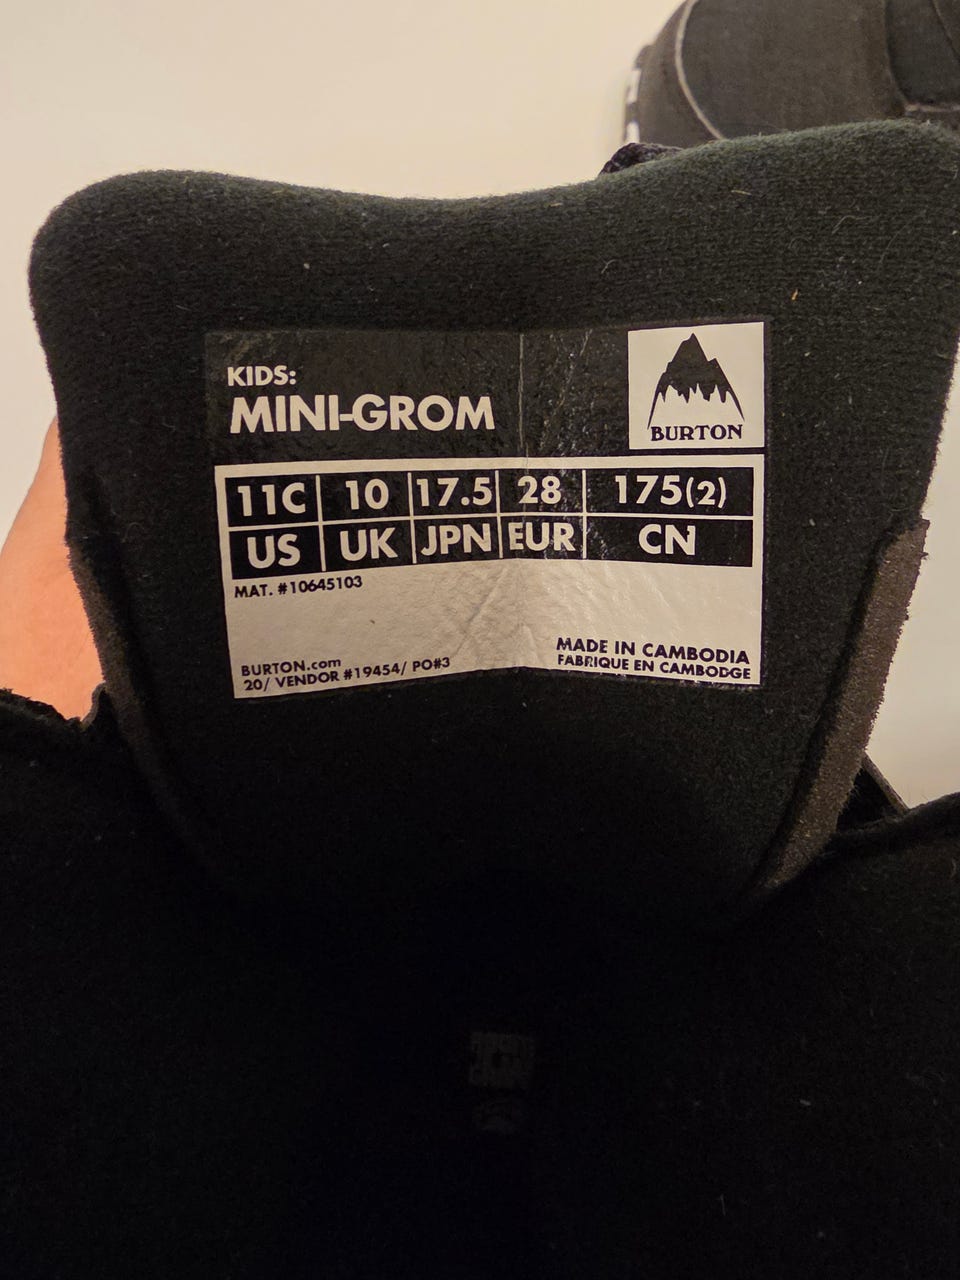 KIDS:
MINI-GROM
BURTON
11C 10 17.5 28 175(2)
US UK JPN EUR CN
MAT. #10645103
BURTON.com
20/ VENDOR #19454/ PO#3
MADE IN CAMBODIA
FABRIQUE EN CAMBODGE